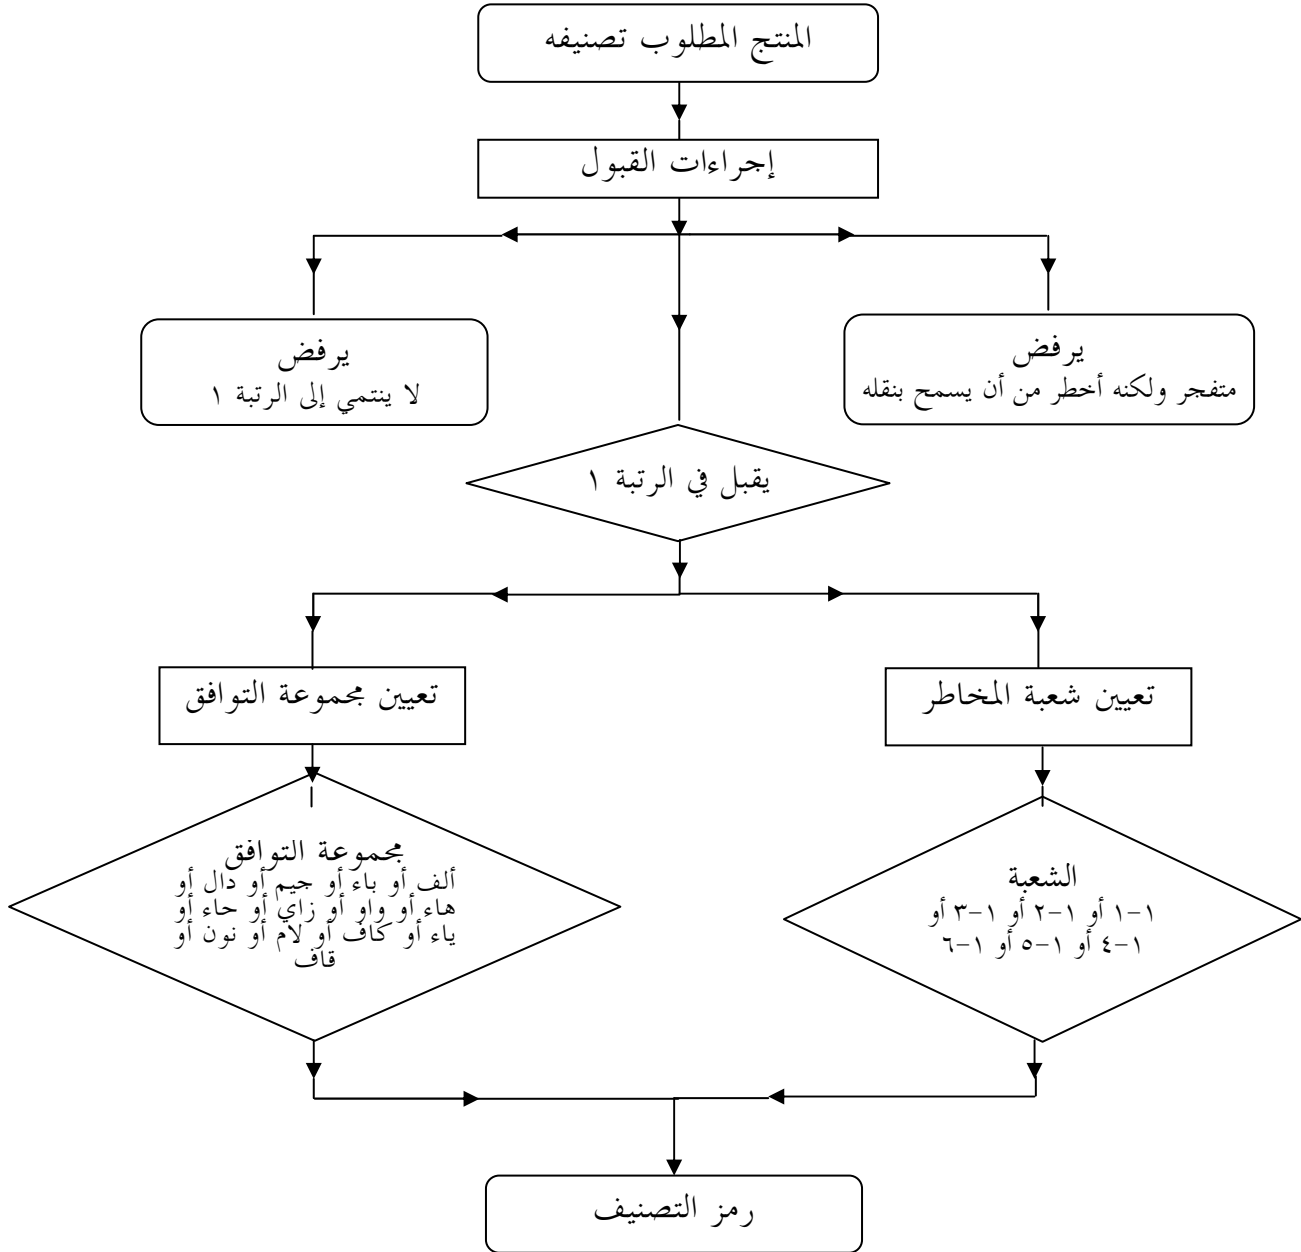 المنتج المطلوب تصنيفه
إجراءات القبول
يرفض
متفجر ولكنه أخطر من أن يسمح بنقله
يرفض
لا ينتمي إلى الرتبة ١
يقبل في الرتبة ١
تعيين شعبة المخاطر
تعيين مجموعة التوافق
الشعبة
١-١ أو ١-٢ أو ١-٣ أو
١-٤ أو ١-٥ أو ١-٦
مجموعة التوافق
ألف أو باء أو جيم أو دال أو
هاء أو واو أو زاي أو حاء أو
ياء أو كاف أو لام أو نون أو
قاف
رمز التصنيف